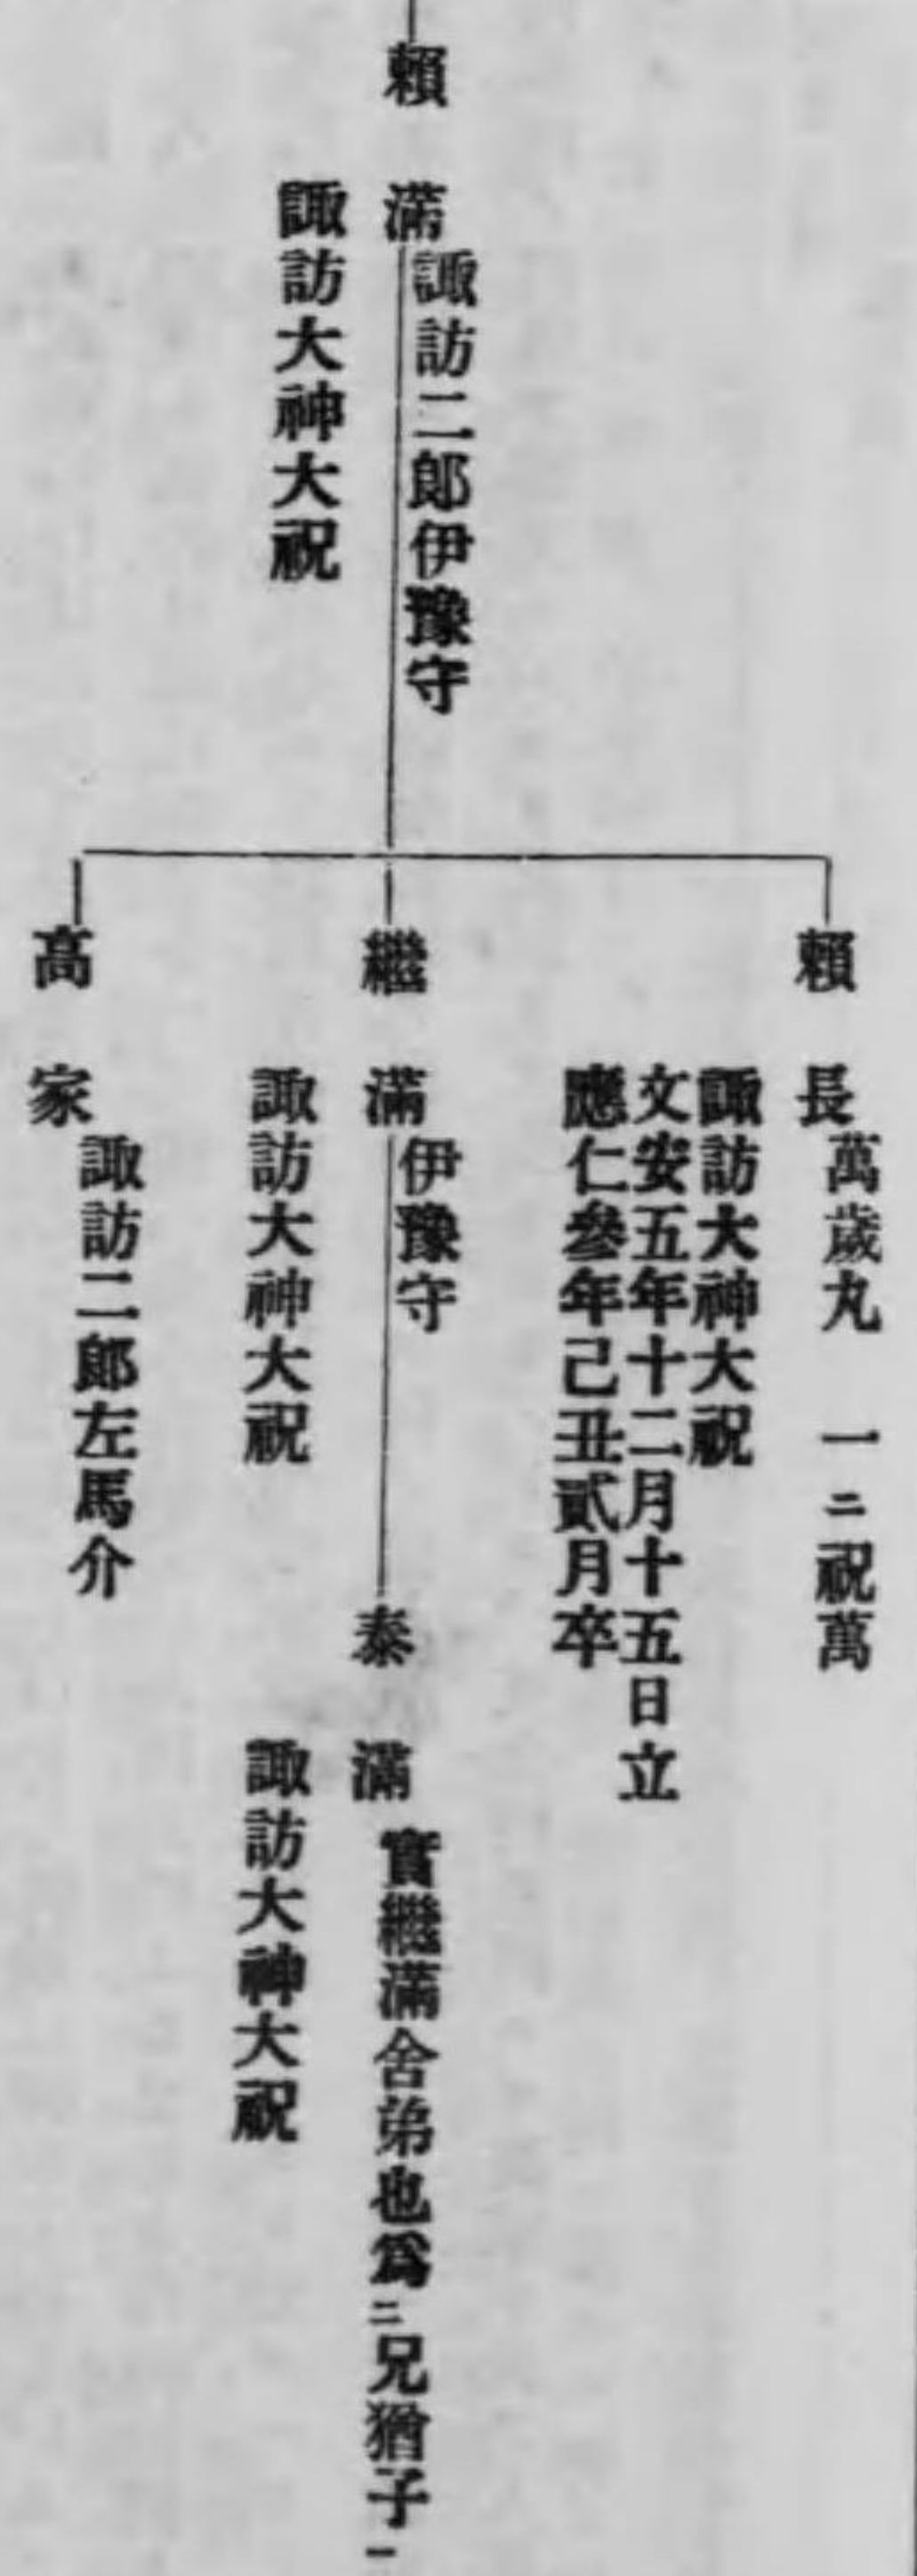 頼滿
諏訪二郎伊豫守
諏訪大神大祝
頼長
萬歲丸 一ニ祝萬
諏訪大神大祝
文安五年十二月十五日立
應仁參年己丑貳月卒
繼滿
伊豫守
諏訪大神大祝
泰滿
實繼滿舍弟也爲二兄猶子一
諏訪大神大祝
高家
諏訪二郎左馬介